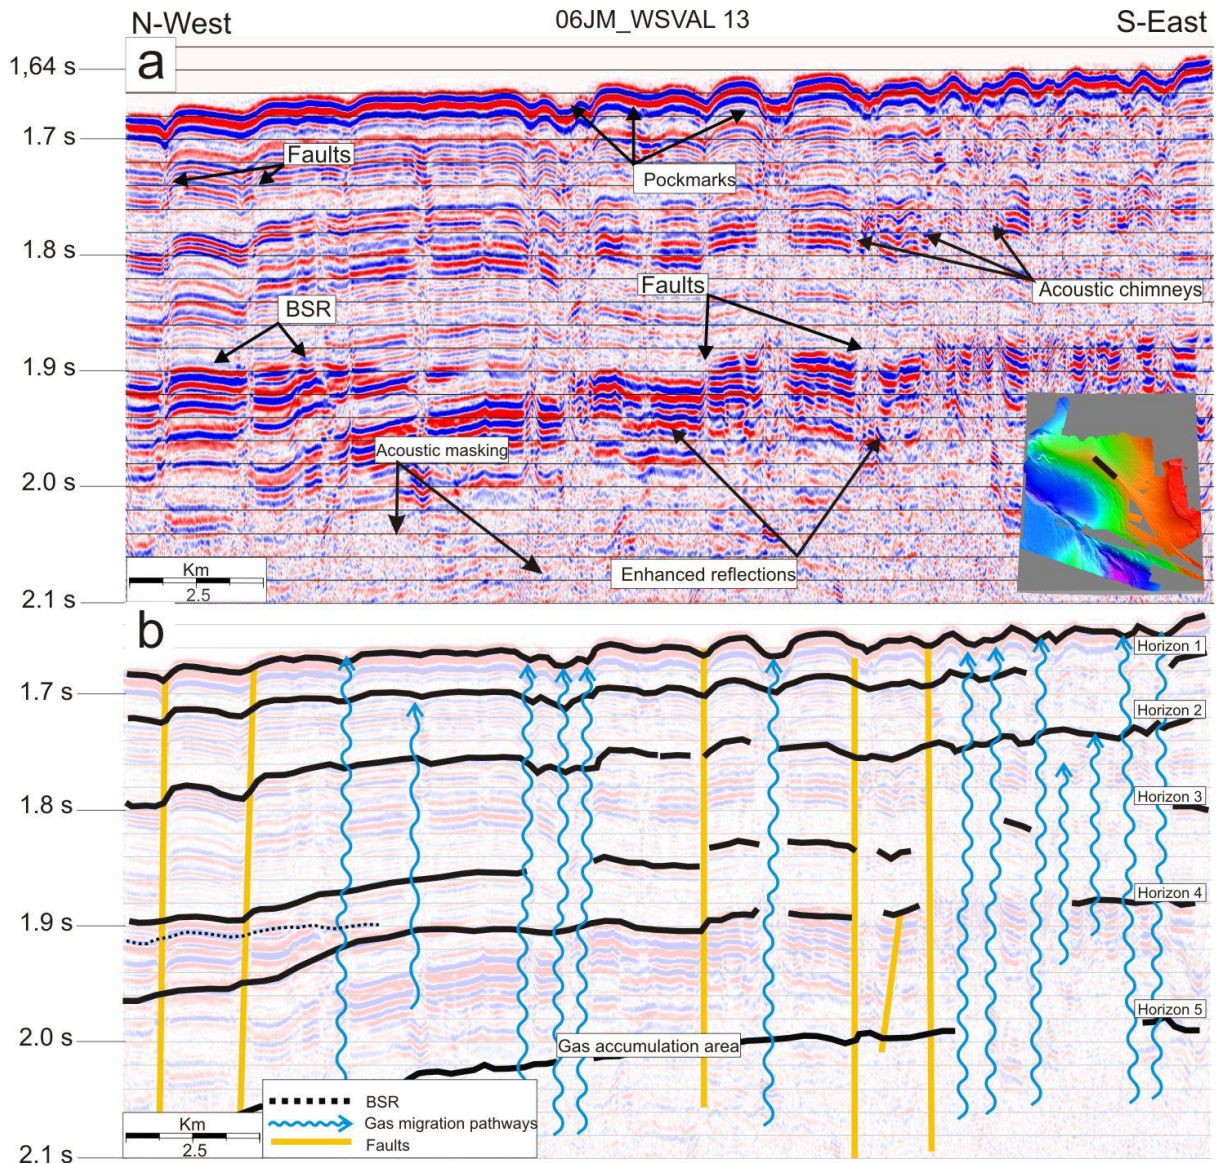 N-West 06JM_WSVAL 13 S-East
a
1,64 s
1.7 s
Faults
Pockmarks
1.8 s
Faults
Acoustic chimneys
BSR
1.9 s
Acoustic masking
2.0 s
Enhanced reflections
Km
2.5
2.1 s
b
Horizon 1
1.7 s
Horizon 2
Horizon 3
1.8 s
Horizon 4
1.9 s
Horizon 5
2.0 s
Gas accumulation area
BSR
Gas migration pathways
Faults
Km
2.5
2.1 s